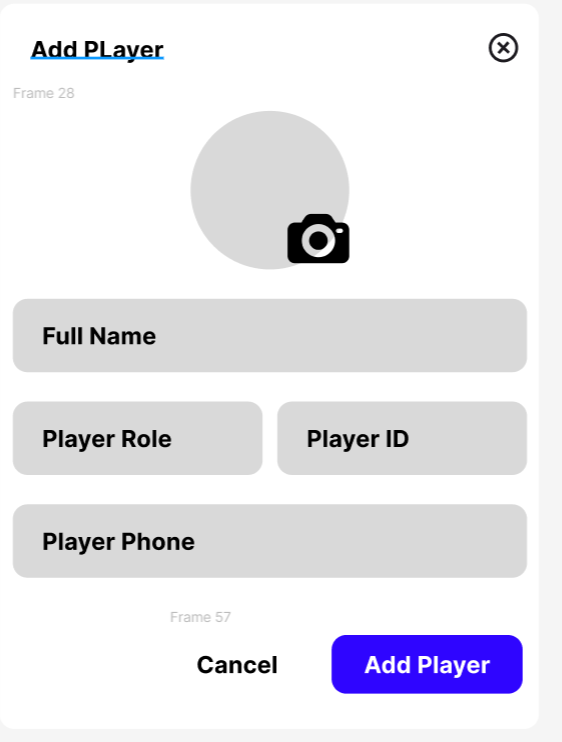 Add PLayer
Frame 28
Full Name
Player Role
Player ID
Player Phone
Frame 57
Cancel
Add Player